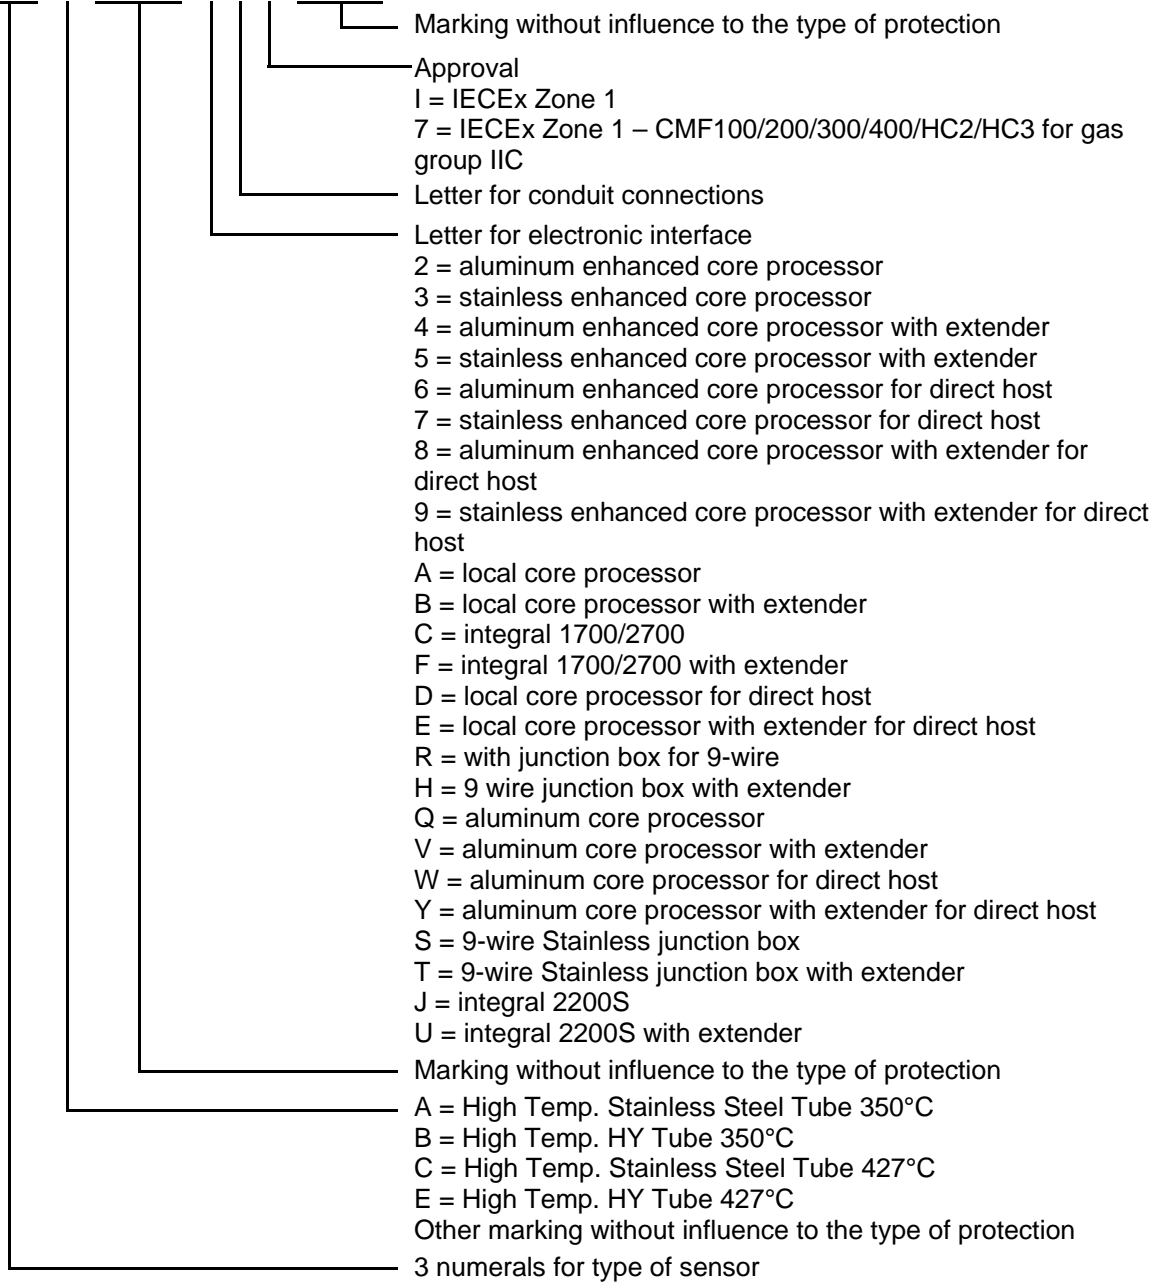 Marking without influence to the type of protection
Approval
I = IECEx Zone 1
7 = IECEx Zone 1 – CMF100/200/300/400/HC2/HC3 for gas
group IIC
Letter for conduit connections
Letter for electronic interface
2 = aluminum enhanced core processor
3 = stainless enhanced core processor
4 = aluminum enhanced core processor with extender
5 = stainless enhanced core processor with extender
6 = aluminum enhanced core processor for direct host
7 = stainless enhanced core processor for direct host
8 = aluminum enhanced core processor with extender for
direct host
9 = stainless enhanced core processor with extender for direct
host
A = local core processor
B = local core processor with extender
C = integral 1700/2700
F = integral 1700/2700 with extender
D = local core processor for direct host
E = local core processor with extender for direct host
R = with junction box for 9-wire
H = 9 wire junction box with extender
Q = aluminum core processor
V = aluminum core processor with extender
W = aluminum core processor for direct host
Y = aluminum core processor with extender for direct host
S = 9-wire Stainless junction box
T = 9-wire Stainless junction box with extender
J = integral 2200S
U = integral 2200S with extender
Marking without influence to the type of protection
A = High Temp. Stainless Steel Tube 350°C
B = High Temp. HY Tube 350°C
C = High Temp. Stainless Steel Tube 427°C
E = High Temp. HY Tube 427°C
Other marking without influence to the type of protection
3 numerals for type of sensor